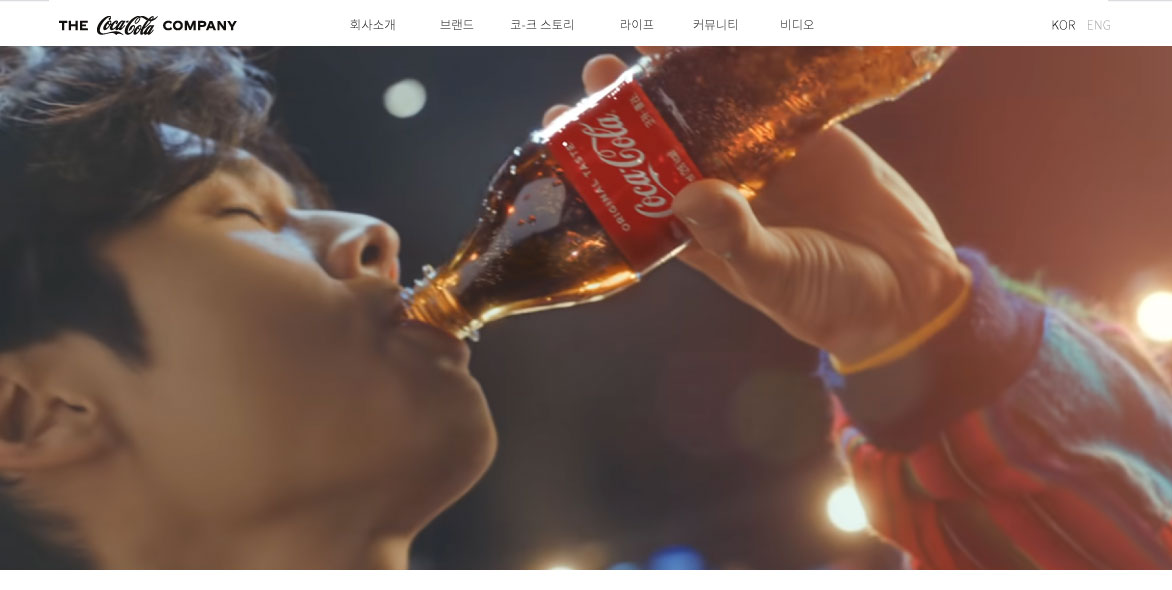 THE Coca-Cola COMPANY
회사소개
브랜드
코-크 스토리
라이프
커뮤니티
비디오
KOR ENG
Coca-Cola
ORIGINAL TASTE